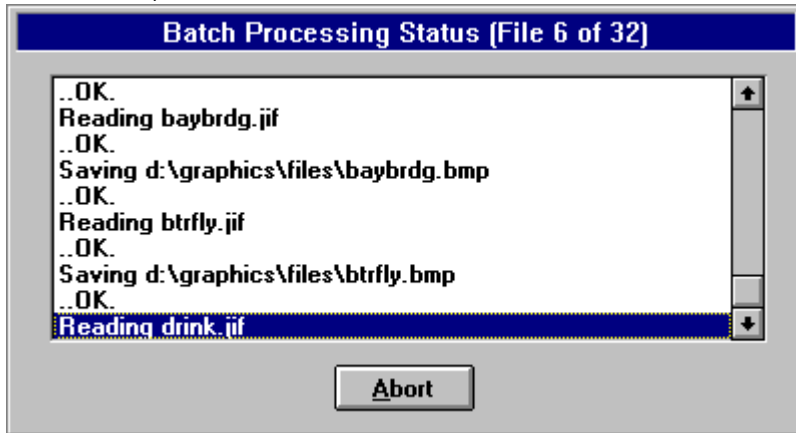 Batch Processing Status (File 6 of 32)
..OK.
Reading baybrdg.jif
..OK.
Saving d:\graphics\files\baybrdg.bmp
..OK.
Reading btrfly.jif
..OK.
Saving d:\graphics\files\btrfly.bmp
..OK.
Reading drink.jif
Abort